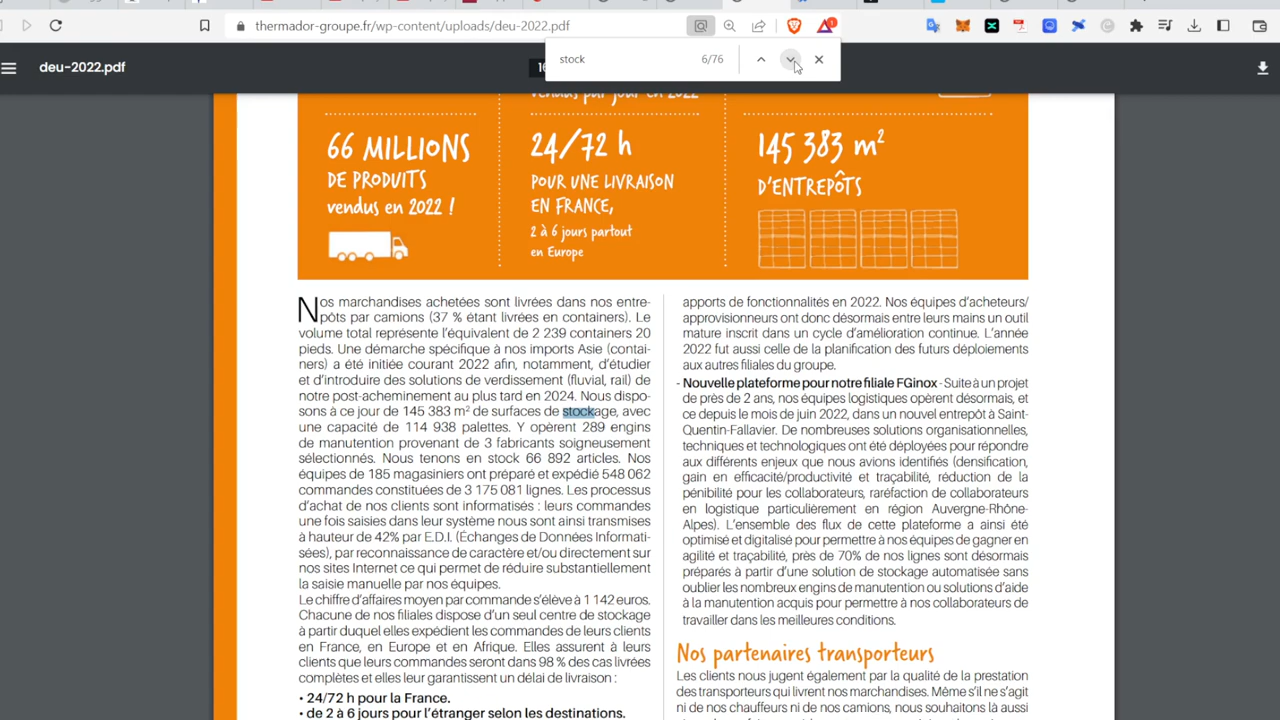 thermador-groupe.fr/wp-content/uploads/deu-2022.pdf
1
stock
6/76
deu-2022.pdf
vendus par jour en 2022
66 MILLIONS
DE PRODUITS
vendus en 2022 !
24/72 h
POUR UNE LIVRAISON
EN FRANCE,
2 à 6 jours partout
en Europe
145 383 m²
D'ENTREPÔTS
Nos marchandises achetées sont livrées dans nos entre-
pôts par camions (37 % étant livrées en containers). Le
volume total représente l'équivalent de 2 239 containers 20
pieds. Une démarche spécifique à nos imports Asie (contai-
ners) a été initiée courant 2022 afin, notamment, d'étudier
et d'introduire des solutions de verdissement (fluvial, rail) de
notre post-acheminement au plus tard en 2024. Nous dispo-
sons à ce jour de 145 383 m² de surfaces de stockage, avec
une capacité de 114 938 palettes. Y opèrent 289 engins
de manutention provenant de 3 fabricants soigneusement
sélectionnés. Nous tenons en stock 66 892 articles. Nos
équipes de 185 magasiniers ont préparé et expédié 548 062
commandes constituées de 3 175 081 lignes. Les processus
d'achat de nos clients sont informatisés : leurs commandes
une fois saisies dans leur système nous sont ainsi transmises
à hauteur de 42% par E.D.I. (Échanges de Données Informati-
sées), par reconnaissance de caractère et/ou directement sur
nos sites Internet ce qui permet de réduire substantiellement
la saisie manuelle par nos équipes.
Le chiffre d'affaires moyen par commande s'élève à 1 142 euros.
Chacune de nos filiales dispose d'un seul centre de stockage
à partir duquel elles expédient les commandes de leurs clients
en France, en Europe et en Afrique. Elles assurent à leurs
clients que leurs commandes seront dans 98 % des cas livrées
complètes et elles leur garantissent un délai de livraison :
• 24/72 h pour la France.
• de 2 à 6 jours pour l'étranger selon les destinations.
apports de fonctionnalités en 2022. Nos équipes d'acheteurs/
approvisionneurs ont donc désormais entre leurs mains un outil
mature inscrit dans un cycle d'amélioration continue. L'année
2022 fut aussi celle de la planification des futurs déploiements
aux autres filiales du groupe.
- Nouvelle plateforme pour notre filiale FGinox - Suite à un projet
de près de 2 ans, nos équipes logistiques opèrent désormais, et
ce depuis le mois de juin 2022, dans un nouvel entrepôt à Saint-
Quentin-Fallavier. De nombreuses solutions organisationnelles,
techniques et technologiques ont été déployées pour répondre
aux différents enjeux que nous avions identifiés (densification,
gain en efficacité/productivité et traçabilité, réduction de la
pénibilité pour les collaborateurs, raréfaction de collaborateurs
en logistique particulièrement en région Auvergne-Rhône-
Alpes). L'ensemble des flux de cette plateforme a ainsi été
optimisé et digitalisé pour permettre à nos équipes de gagner en
agilité et traçabilité, près de 70% de nos lignes sont désormais
préparés à partir d'une solution de stockage automatisée sans
oublier les nombreux engins de manutention ou solutions d'aide
à la manutention acquis pour permettre à nos collaborateurs de
travailler dans les meilleures conditions.
Nos partenaires transporteurs
Les clients nous jugent également par la qualité de la prestation
des transporteurs qui livrent nos marchandises. Même s'il ne s'agit
ni de nos chauffeurs ni de nos camions, nous souhaitons là aussi